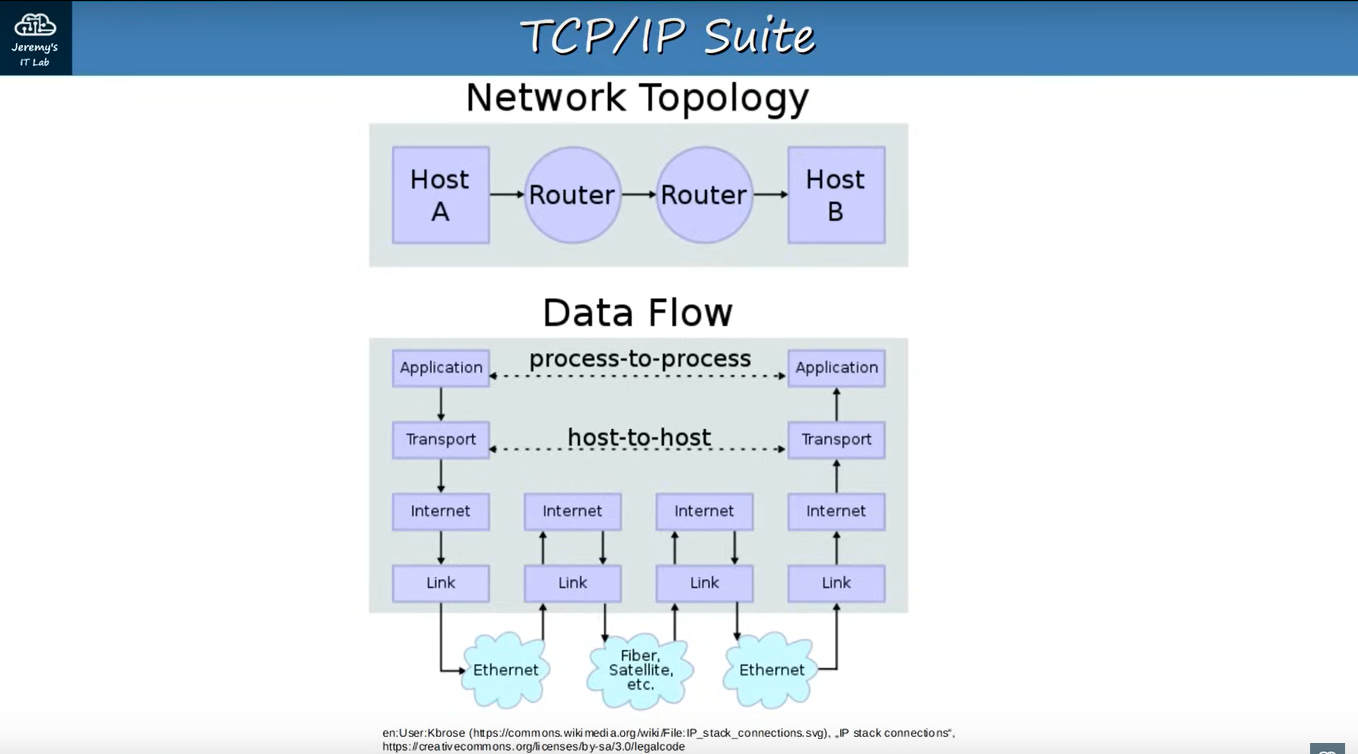 Jeremy's
IT Lab
TCP/IP Suite
Network Topology
Host
A
Router
Router
Host
B
Data Flow
Application
process-to-process
Application
Transport
host-to-host
Transport
Internet
Internet
Internet
Internet
Link
Link
Link
Link
Ethernet
Fiber,
Satellite,
etc.
Ethernet
en:User:Kbrose (https://commons.wikimedia.org/wiki/File:IP_stack_connections.svg), „IP stack connections“,
https://creativecommons.org/licenses/by-sa/3.0/legalcode